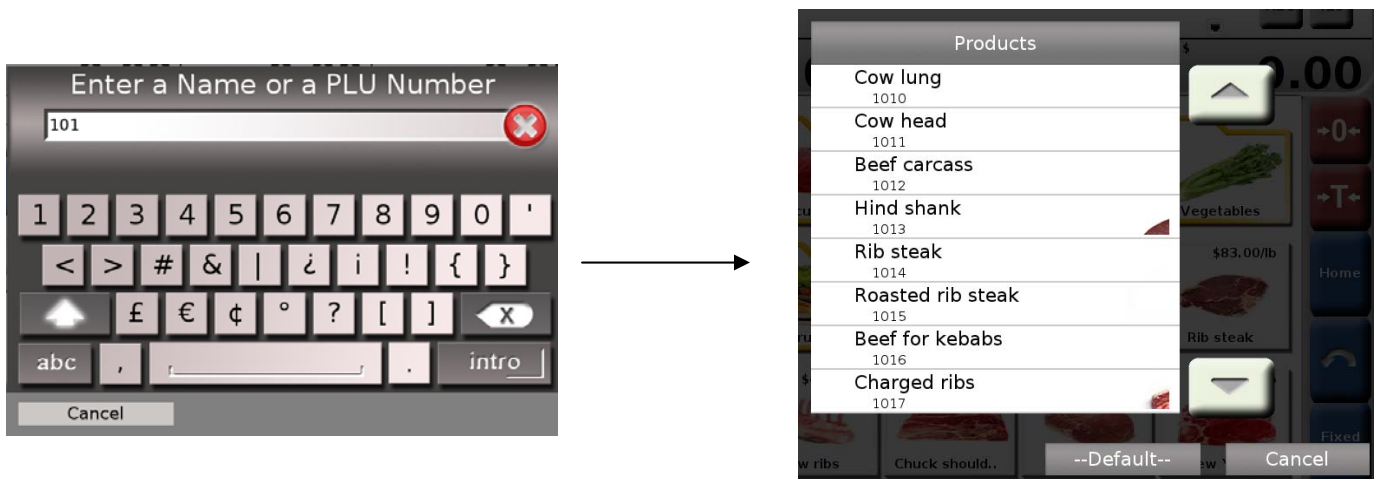 Enter a Name or a PLU Number
101
1 2 3 4 5 6 7 8 9 0 '
< > # & | ¿ ¡ ! { }
£ € ¢ ° ? [ ] X
abc , . intro
Cancel
Products
Cow lung
1010
Cow head
1011
Beef carcass
1012
Hind shank
1013
Rib steak
1014
Roasted rib steak
1015
Beef for kebabs
1016
Charged ribs
1017
--Default--
Cancel
$
0.00
→0←
→T←
Vegetables
$83.00/lb
Home
Rib steak
Fixed
w ribs
Chuck should..